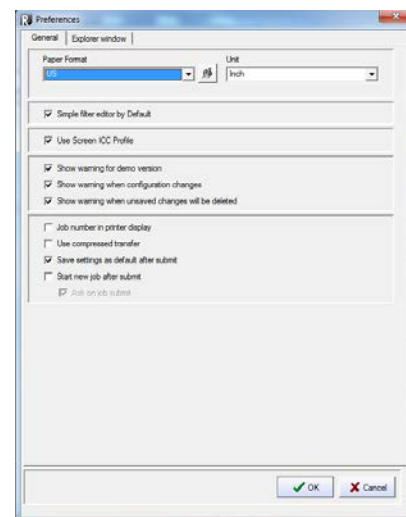 Preferences
General Explorer window
Paper Format Unit
US Inch
Simple filter editor by Default
Use Screen ICC Profile
Show warning for demo version
Show warning when configuration changes
Show warning when unsaved changes will be deleted
Job number in printer display
Use compressed transfer
Save settings as default after submit
Start new job after submit
Ask on job submit
OK Cancel